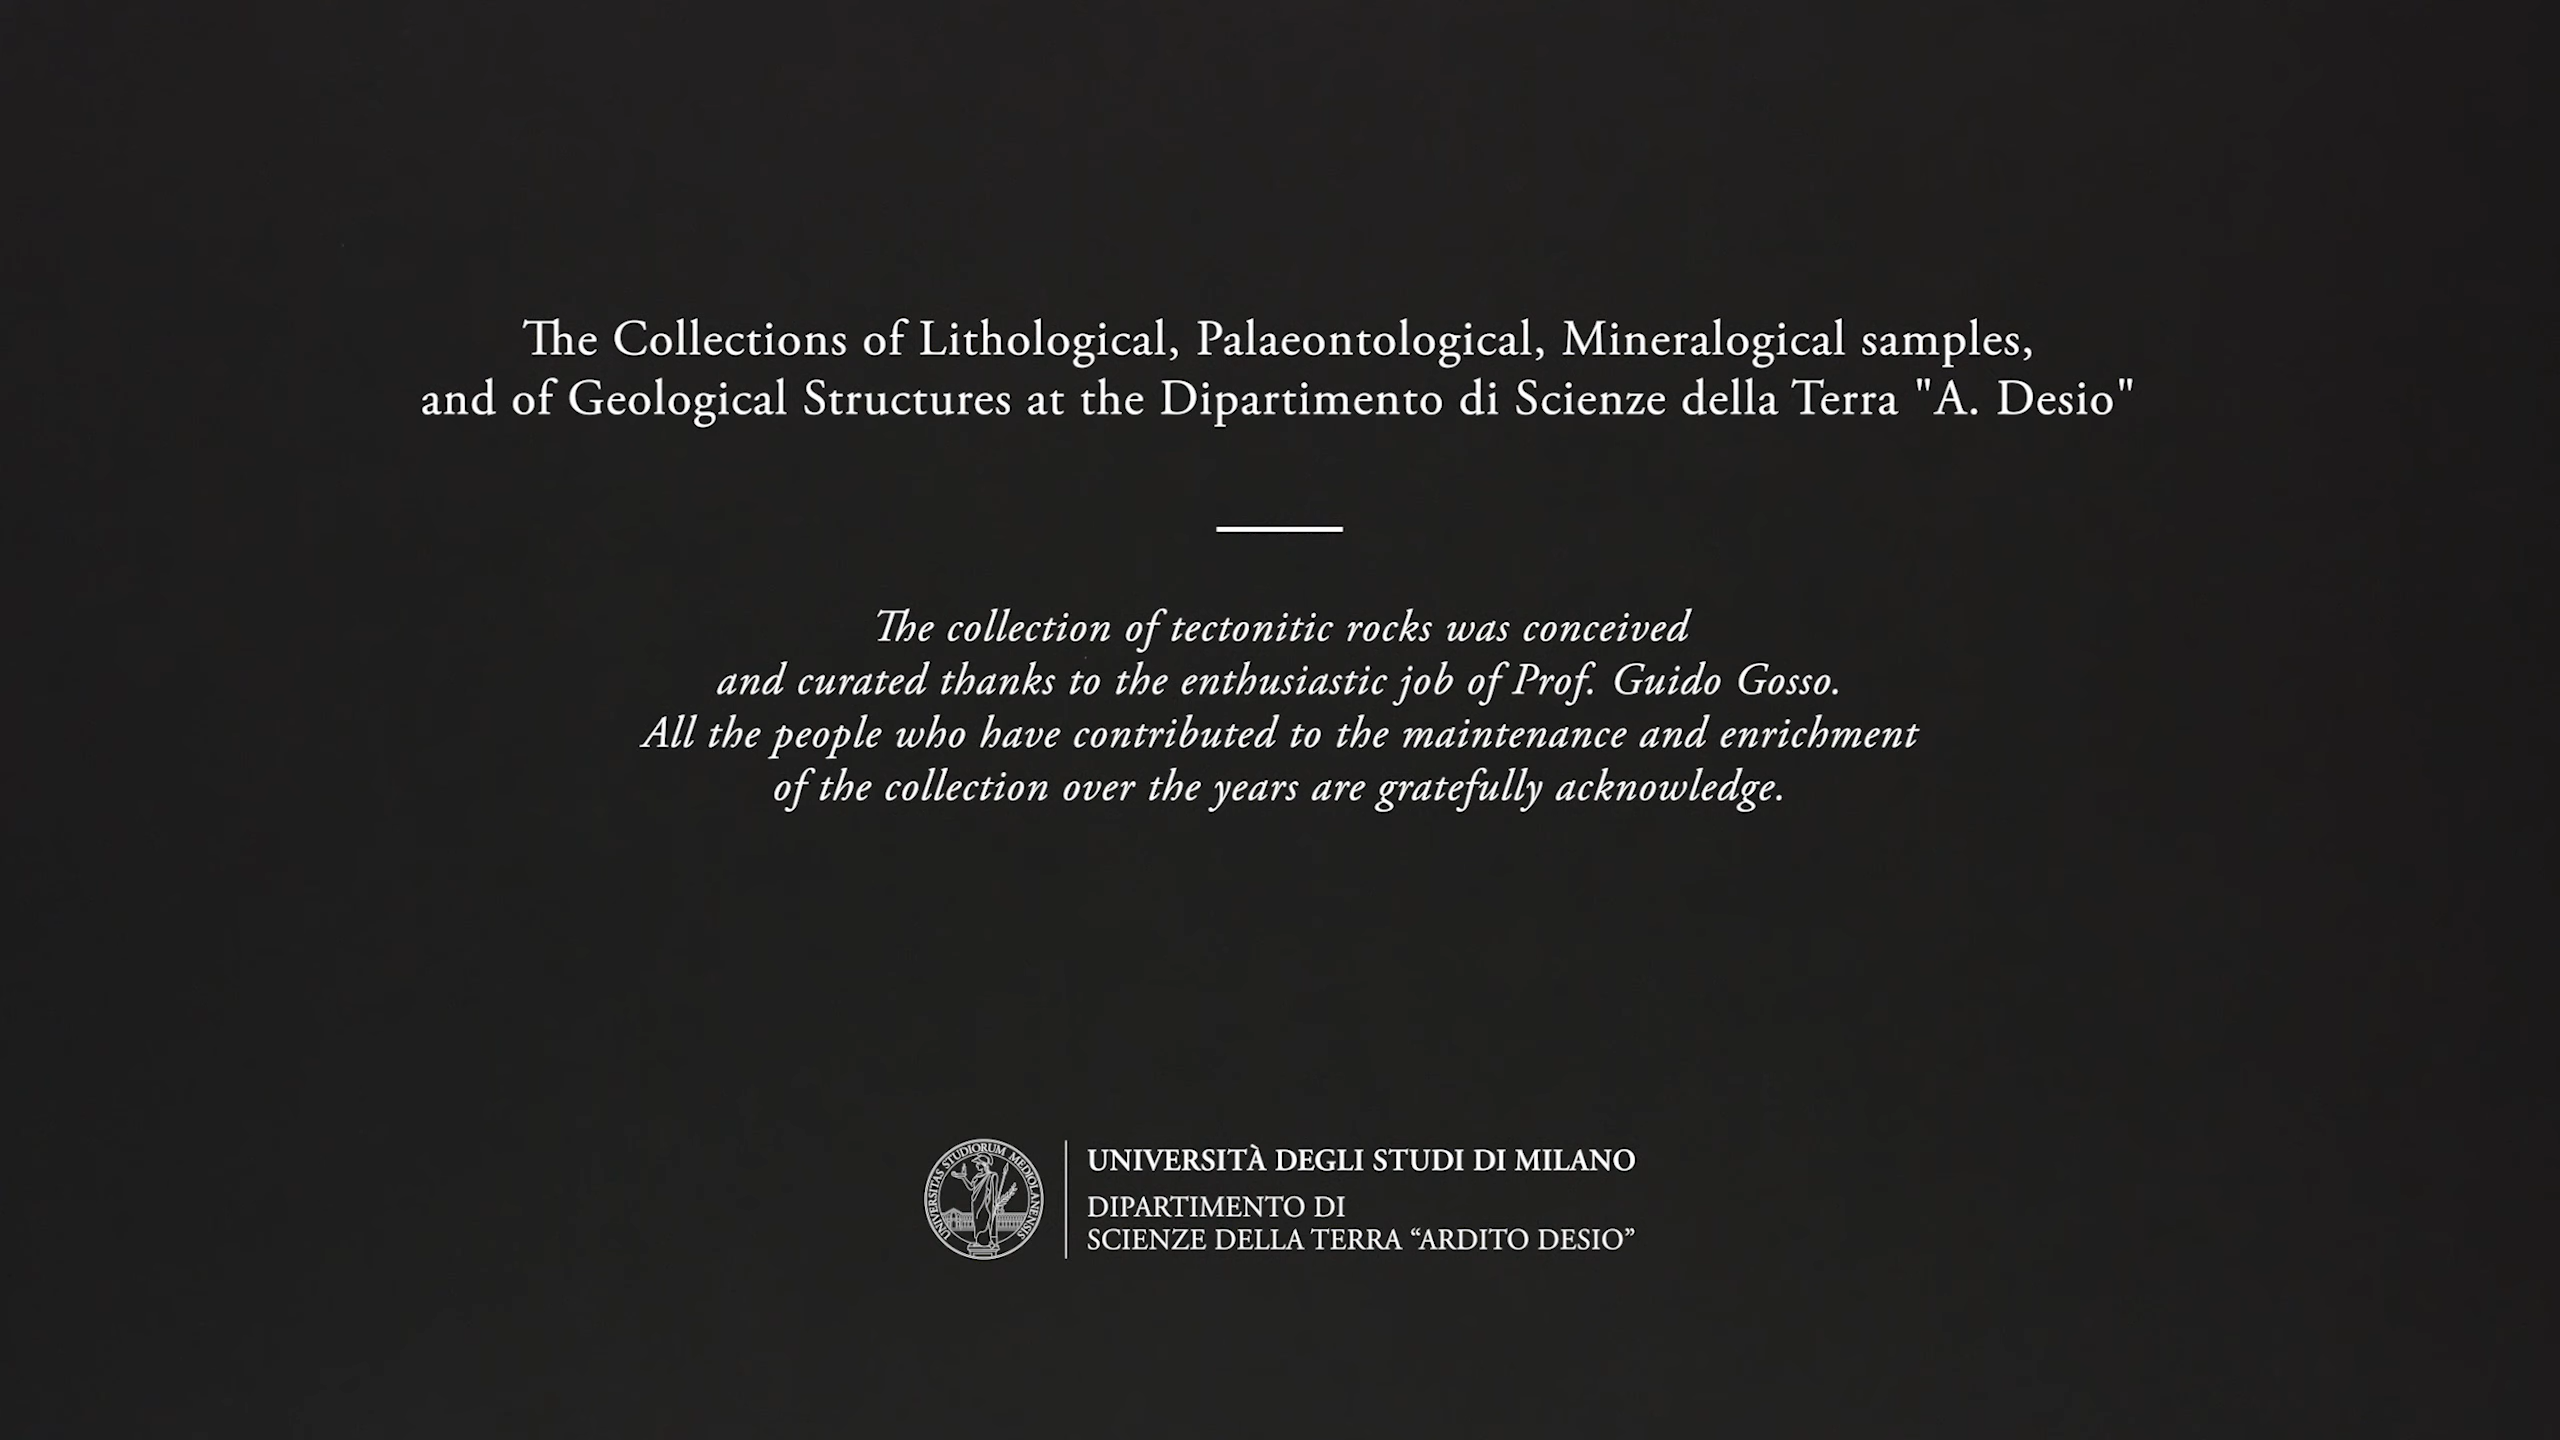 The Collections of Lithological, Palaeontological, Mineralogical samples,
and of Geological Structures at the Dipartimento di Scienze della Terra "A. Desio"
The collection of tectonitic rocks was conceived
and curated thanks to the enthusiastic job of Prof. Guido Gosso.
All the people who have contributed to the maintenance and enrichment
of the collection over the years are gratefully acknowledge.
UNIVERSITAS STUDIORUM MEDIOLANENSIS
UNIVERSITÀ DEGLI STUDI DI MILANO
DIPARTIMENTO DI
SCIENZE DELLA TERRA “ARDITO DESIO”